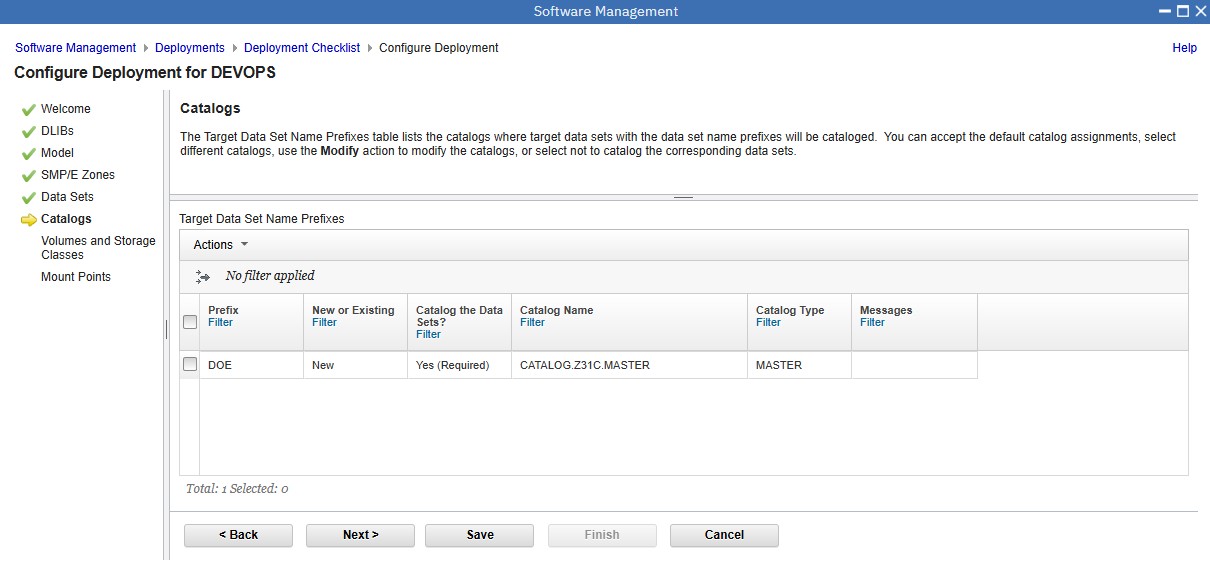 Software Management
Software Management Deployments Deployment Checklist Configure Deployment
Help
Configure Deployment for DEVOPS
Welcome
DLIBs
Model
SMP/E Zones
Data Sets
Catalogs
Volumes and Storage
Classes
Mount Points
Catalogs
The Target Data Set Name Prefixes table lists the catalogs where target data sets with the data set name prefixes will be cataloged. You can accept the default catalog assignments, select
different catalogs, use the Modify action to modify the catalogs, or select not to catalog the corresponding data sets.
Target Data Set Name Prefixes
Actions
No filter applied
Prefix
Filter
New or Existing
Filter
Catalog the Data
Sets?
Filter
Catalog Name
Filter
Catalog Type
Filter
Messages
Filter
DOE New Yes (Required) CATALOG.Z31C.MASTER MASTER
Total: 1 Selected: 0
< Back Next > Save Finish Cancel